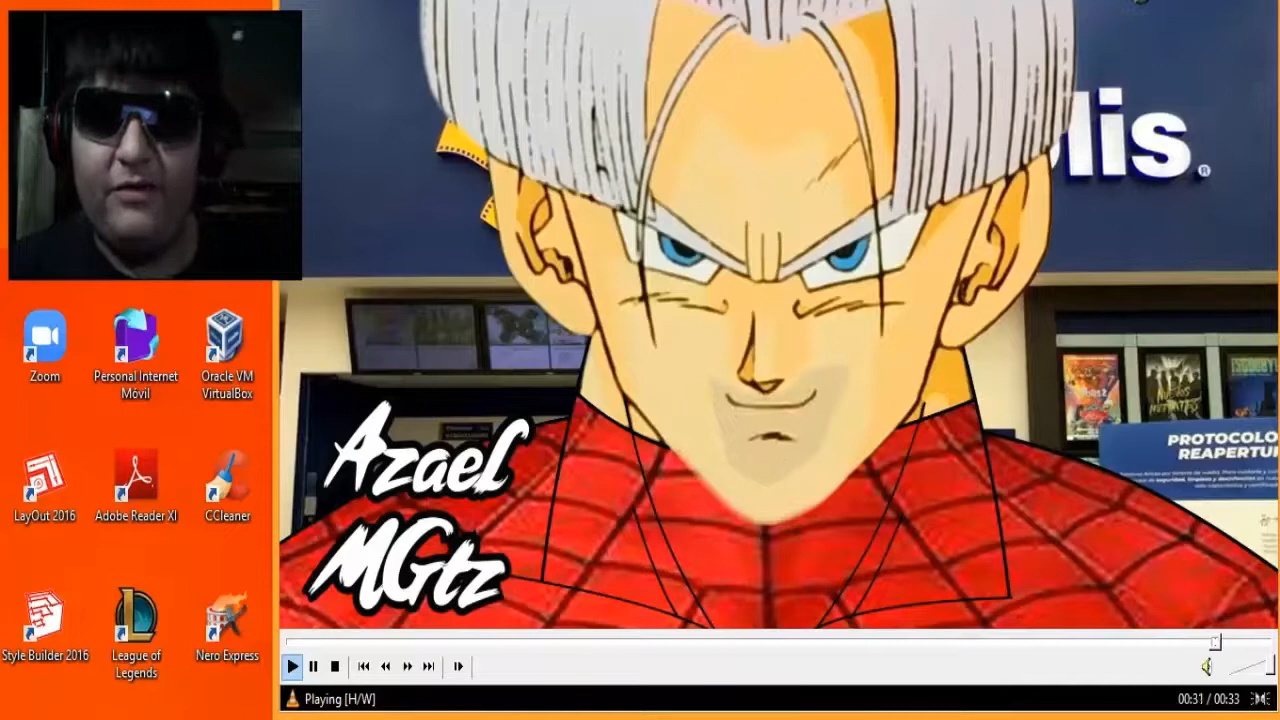 lis.®
PROTOCOLO
REAPERTU
Azael
MGtz
Zoom
Personal Internet
Móvil
Oracle VM
VirtualBox
LayOut 2016
Adobe Reader XI
CCleaner
Style Builder 2016
League of
Legends
Nero Express
Playing [H/W]
00:31 / 00:33